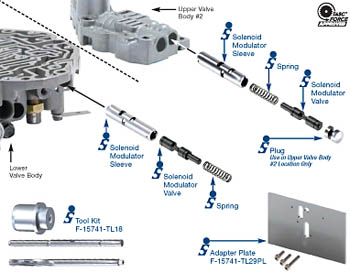 Upper Valve
Body #2
TASC
FORCE
Solenoid
Modulator
Sleeve
Spring
Solenoid
Modulator
Valve
Plug
Use in Upper Valve Body
#2 Location Only
Lower
Valve Body
Solenoid
Modulator
Sleeve
Solenoid
Modulator
Valve
Spring
Tool Kit
F-15741-TL18
Adapter Plate
F-15741-TL29PL